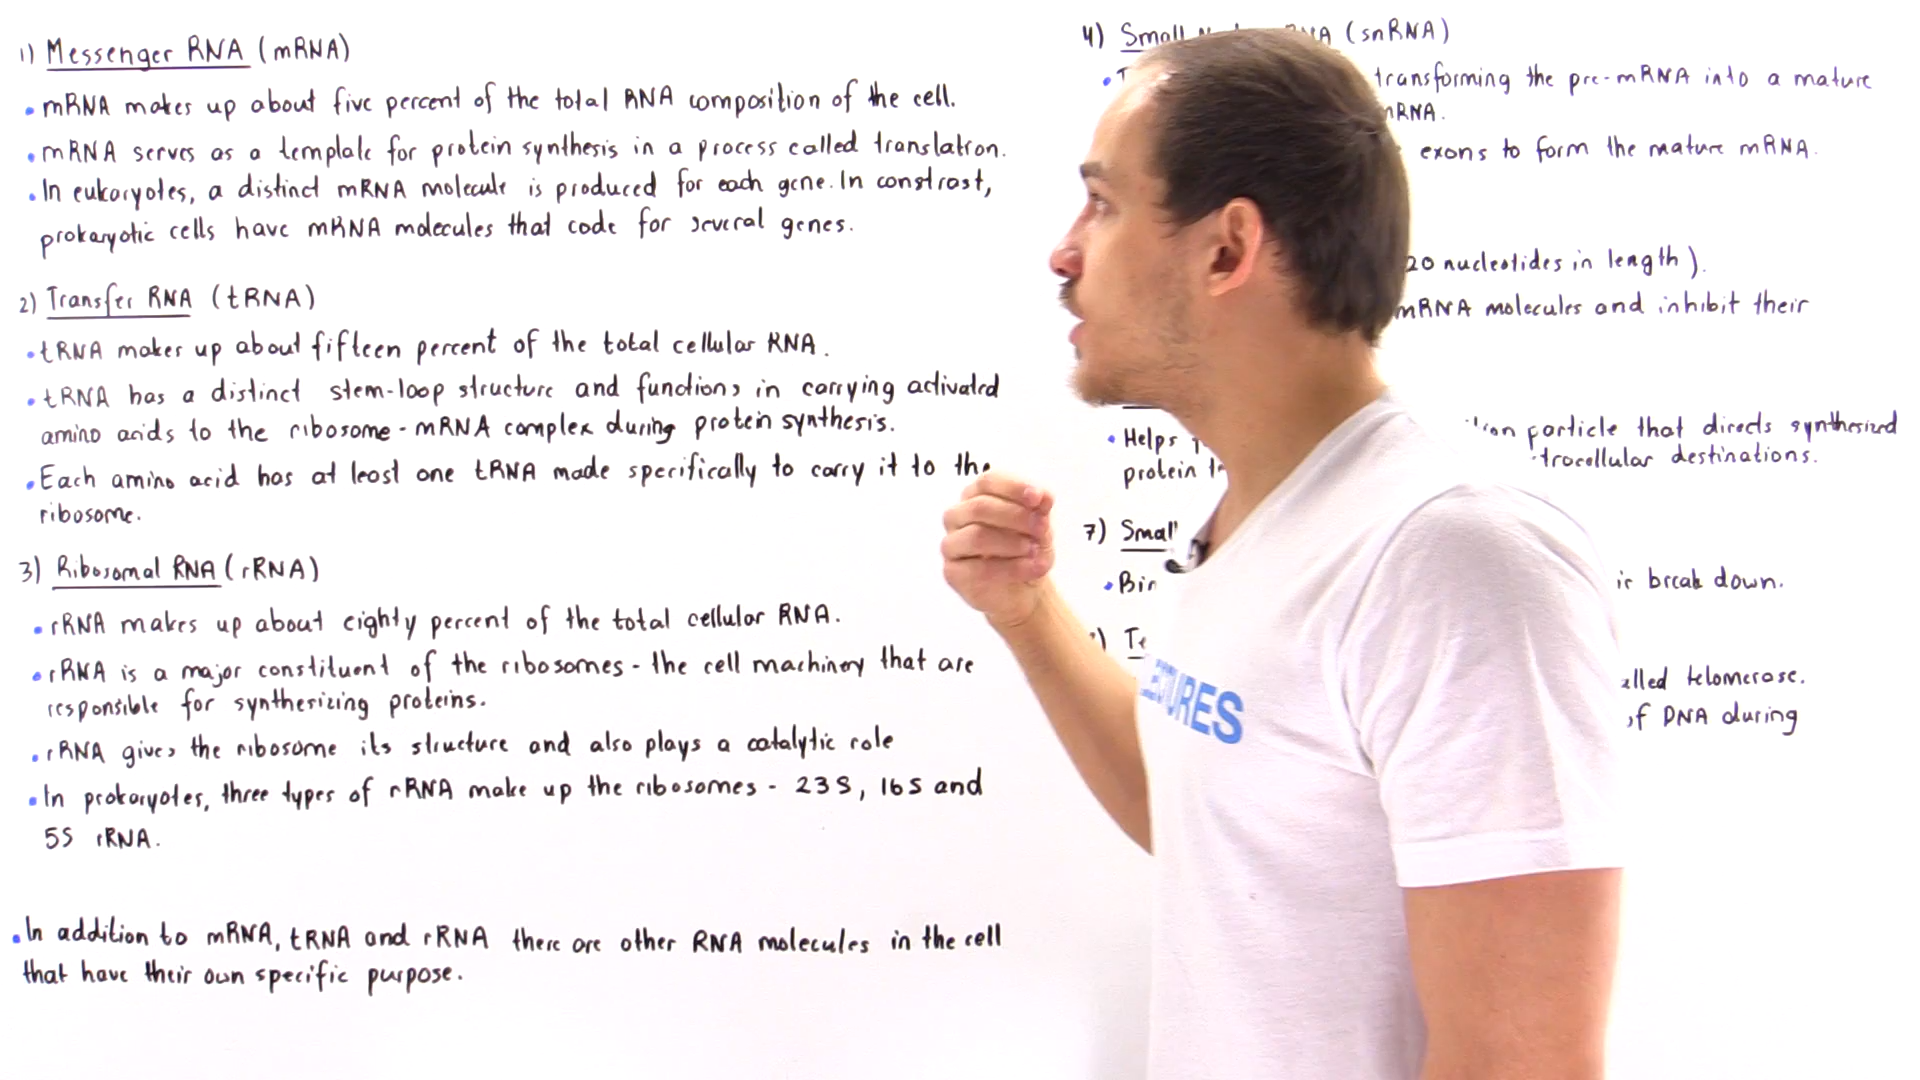 1) Messenger RNA (mRNA)
• mRNA makes up about five percent of the total RNA composition of the cell.
• mRNA serves as a template for protein synthesis in a process called translation.
• In eukaryotes, a distinct mRNA molecule is produced for each gene. In constrast,
prokaryotic cells have mRNA molecules that code for several genes.
2) Transfer RNA (tRNA)
• tRNA makes up about fifteen percent of the total cellular RNA.
• tRNA has a distinct stem-loop structure and functions in carrying activated
amino acids to the ribosome - mRNA complex during protein synthesis.
• Each amino acid has at least one tRNA made specifically to carry it to the
ribosome.
3) Ribosomal RNA (rRNA)
• rRNA makes up about eighty percent of the total cellular RNA.
• rRNA is a major constituent of the ribosomes - the cell machinery that are
responsible for synthesizing proteins.
• rRNA gives the ribosome its structure and also plays a catalytic role
• In prokaryotes, three types of rRNA make up the ribosomes - 23S, 16S and
5S rRNA.
• In addition to mRNA, tRNA and rRNA there are other RNA molecules in the cell
that have their own specific purpose.
4) Small (snRNA)
transforming the pre-mRNA into a mature
mRNA.
exons to form the mature mRNA.
20 nucleotides in length).
mRNA molecules and inhibit their
• Helps particle that directs synthesized
protein destinations.
7) Small
• break down.
telomerase.
of DNA during
LECTURES